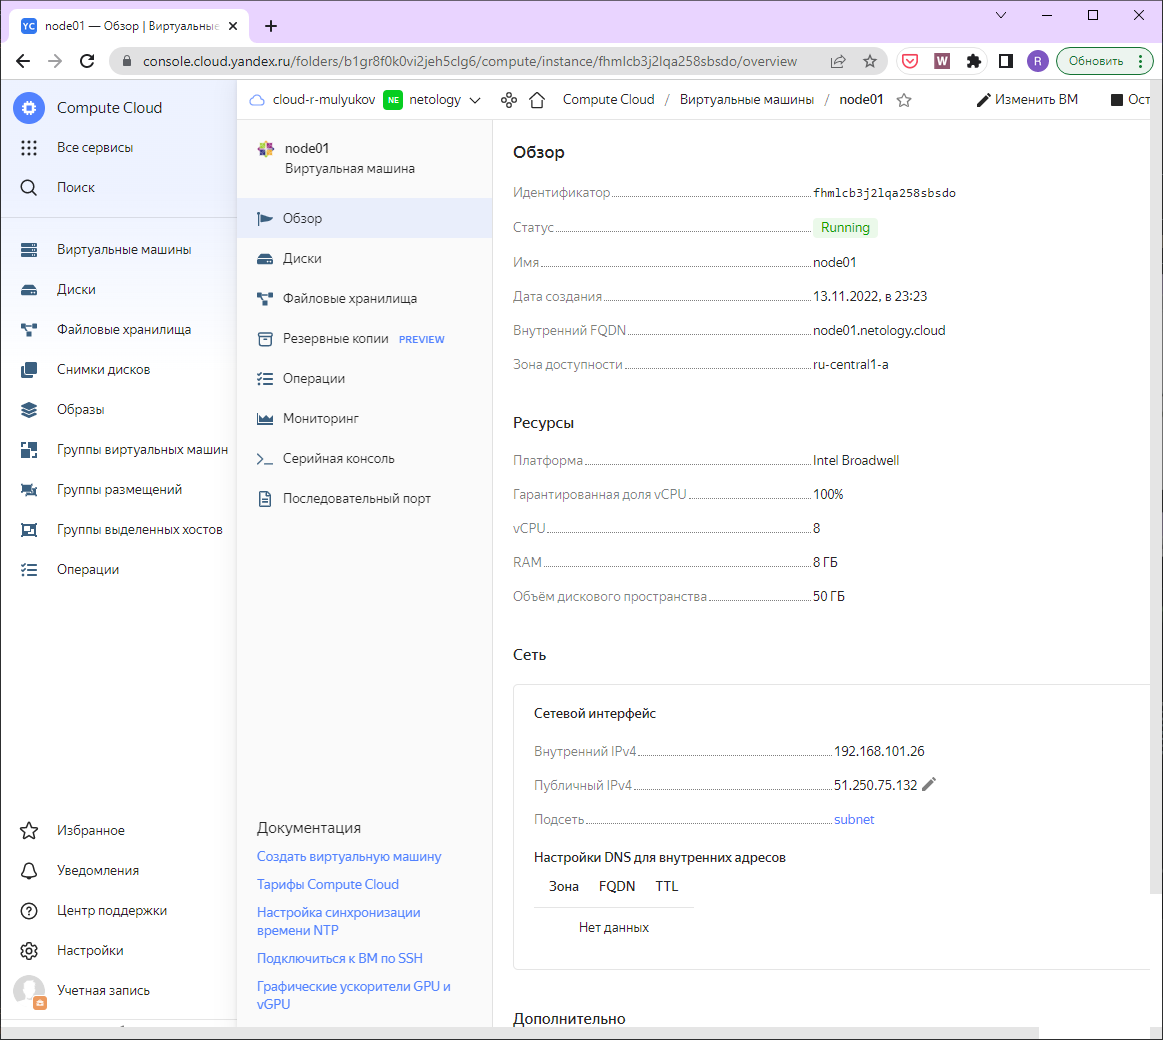 YC node01 — Обзор | Виртуальные
console.cloud.yandex.ru/folders/b1gr8f0k0vi2jeh5clg6/compute/instance/fhmlcb3j2lqa258sbsdo/overview
W
R
Обновить
Compute Cloud
Все сервисы
Поиск
Виртуальные машины
Диски
Файловые хранилища
Снимки дисков
Образы
Группы виртуальных машин
Группы размещений
Группы выделенных хостов
Операции
Избранное
Уведомления
Центр поддержки
Настройки
Учетная запись
cloud-r-mulyukov NE netology Compute Cloud / Виртуальные машины / node01 Изменить ВМ Ост
node01
Виртуальная машина
Обзор
Диски
Файловые хранилища
Резервные копии PREVIEW
Операции
Мониторинг
Серийная консоль
Последовательный порт
Документация
Создать виртуальную машину
Тарифы Compute Cloud
Настройка синхронизации
времени NTP
Подключиться к ВМ по SSH
Графические ускорители GPU и
vGPU
Обзор
Идентификатор fhmlcb3j2lqa258sbsdo
Статус Running
Имя node01
Дата создания 13.11.2022, в 23:23
Внутренний FQDN node01.netology.cloud
Зона доступности ru-central1-a
Ресурсы
Платформа Intel Broadwell
Гарантированная доля vCPU 100%
vCPU 8
RAM 8 ГБ
Объём дискового пространства 50 ГБ
Сеть
Сетевой интерфейс
Внутренний IPv4 192.168.101.26
Публичный IPv4 51.250.75.132
Подсеть subnet
Настройки DNS для внутренних адресов
Зона FQDN TTL
Нет данных
Дополнительно